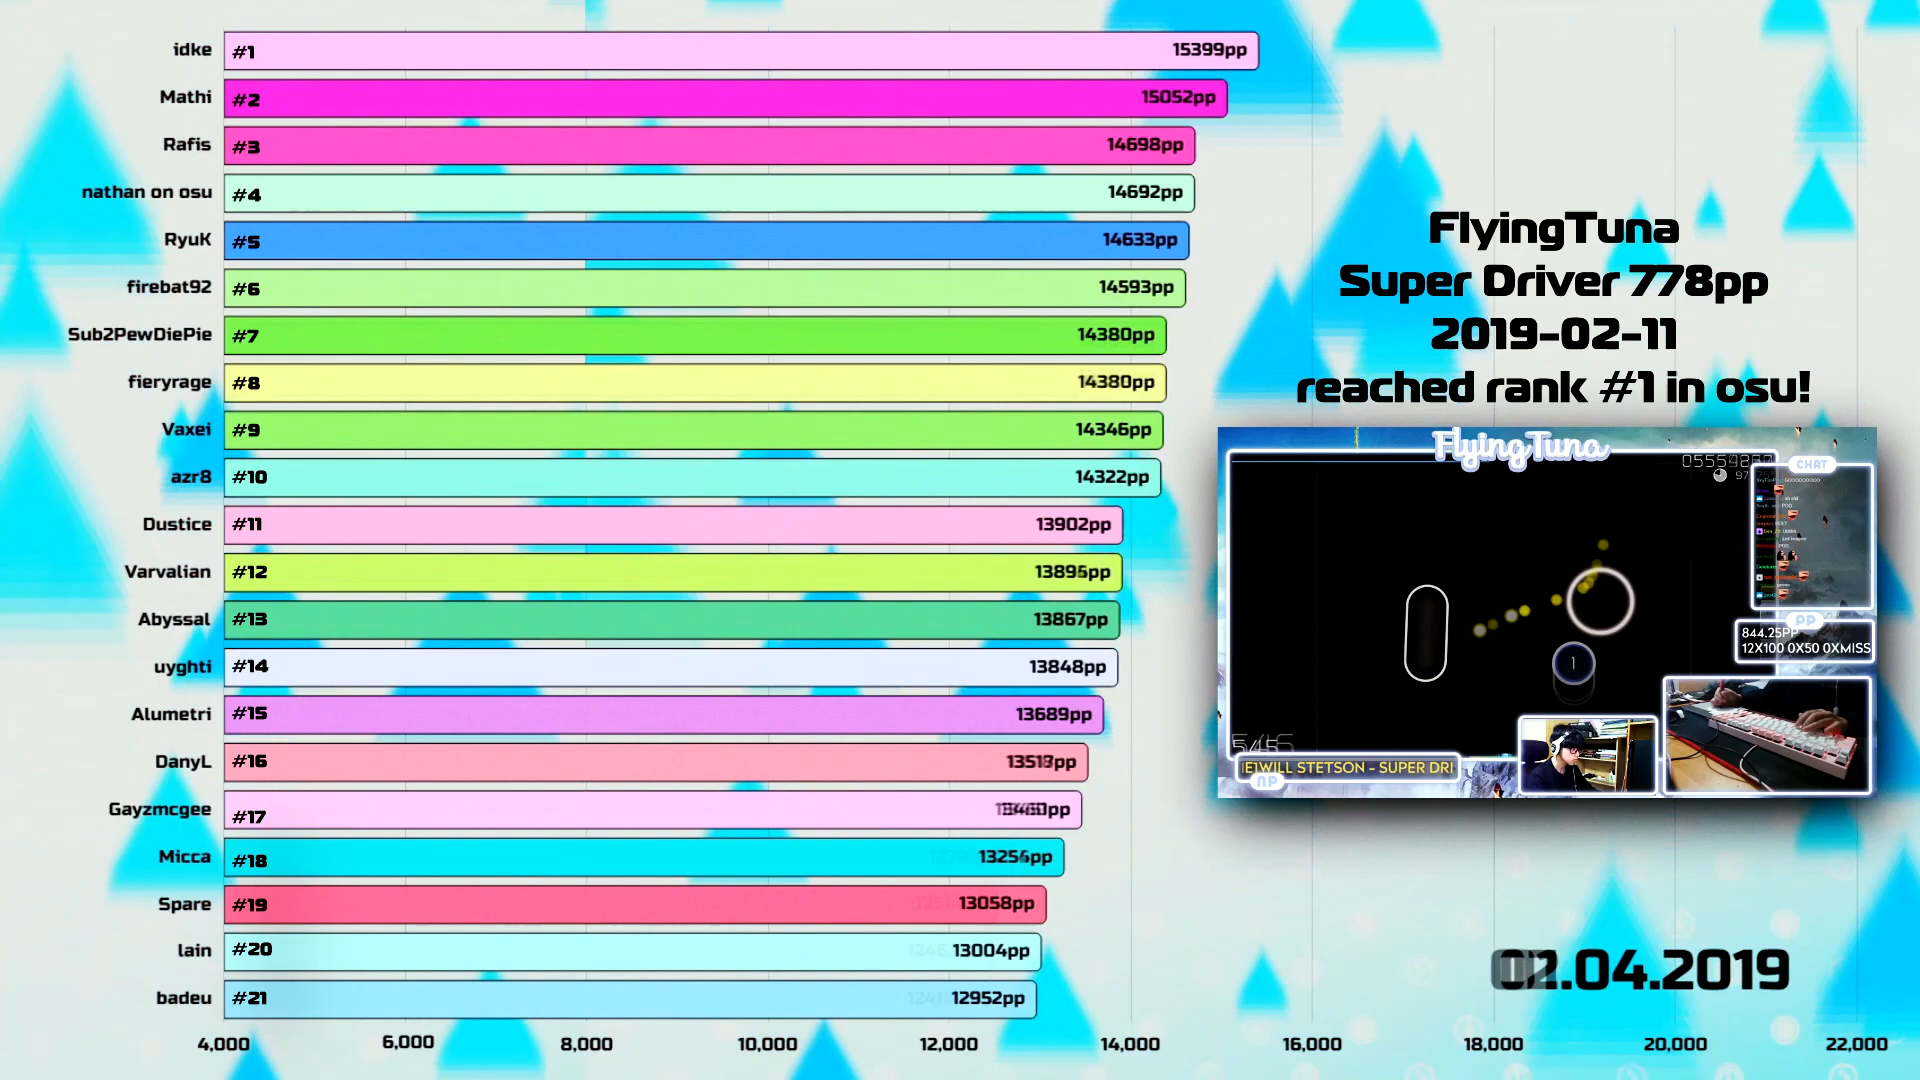 idke #1 15399pp
Mathi #2 15052pp
Rafis #3 14698pp
nathan on osu #4 14692pp
RyuK #5 14633pp
firebat92 #6 14593pp
Sub2PewDiePie #7 14380pp
fieryrage #8 14380pp
Vaxei #9 14346pp
azr8 #10 14322pp
Dustice #11 13902pp
Varvalian #12 13895pp
Abyssal #13 13867pp
uyghti #14 13848pp
Alumetri #15 13689pp
DanyL #16
Gayzmcgee #17
Micca #18 13254pp
Spare #19 13058pp
lain #20 13004pp
badeu #21 12952pp
4,000 6,000 8,000 10,000 12,000 14,000 16,000 18,000 20,000 22,000
FlyingTuna
Super Driver 778pp
2019-02-11
reached rank #1 in osu!
FlyingTuna
CHAT
PP
844.25PP
12X100 0X50 0XMISS
1
WILL STETSON - SUPER DRI
NP
.04.2019